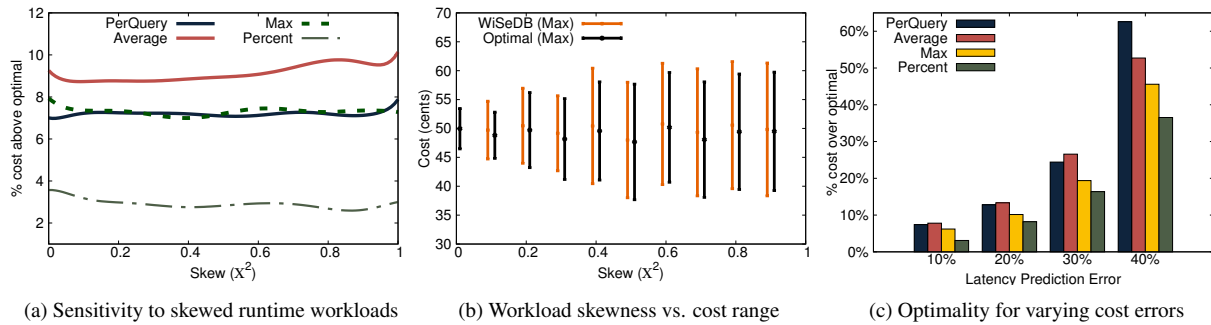 PerQuery
Average
Max
Percent
12
10
8
6
4
2
% cost above optimal
0
0.2
0.4
0.6
0.8
1
Skew (X²)
(a) Sensitivity to skewed runtime workloads
WiSeDB (Max)
Optimal (Max)
70
65
60
55
50
45
40
35
30
Cost (cents)
0
0.2
0.4
0.6
0.8
1
Skew (X²)
(b) Workload skewness vs. cost range
PerQuery
Average
Max
Percent
60%
50%
40%
30%
20%
10%
0%
% cost over optimal
10%
20%
30%
40%
Latency Prediction Error
(c) Optimality for varying cost errors